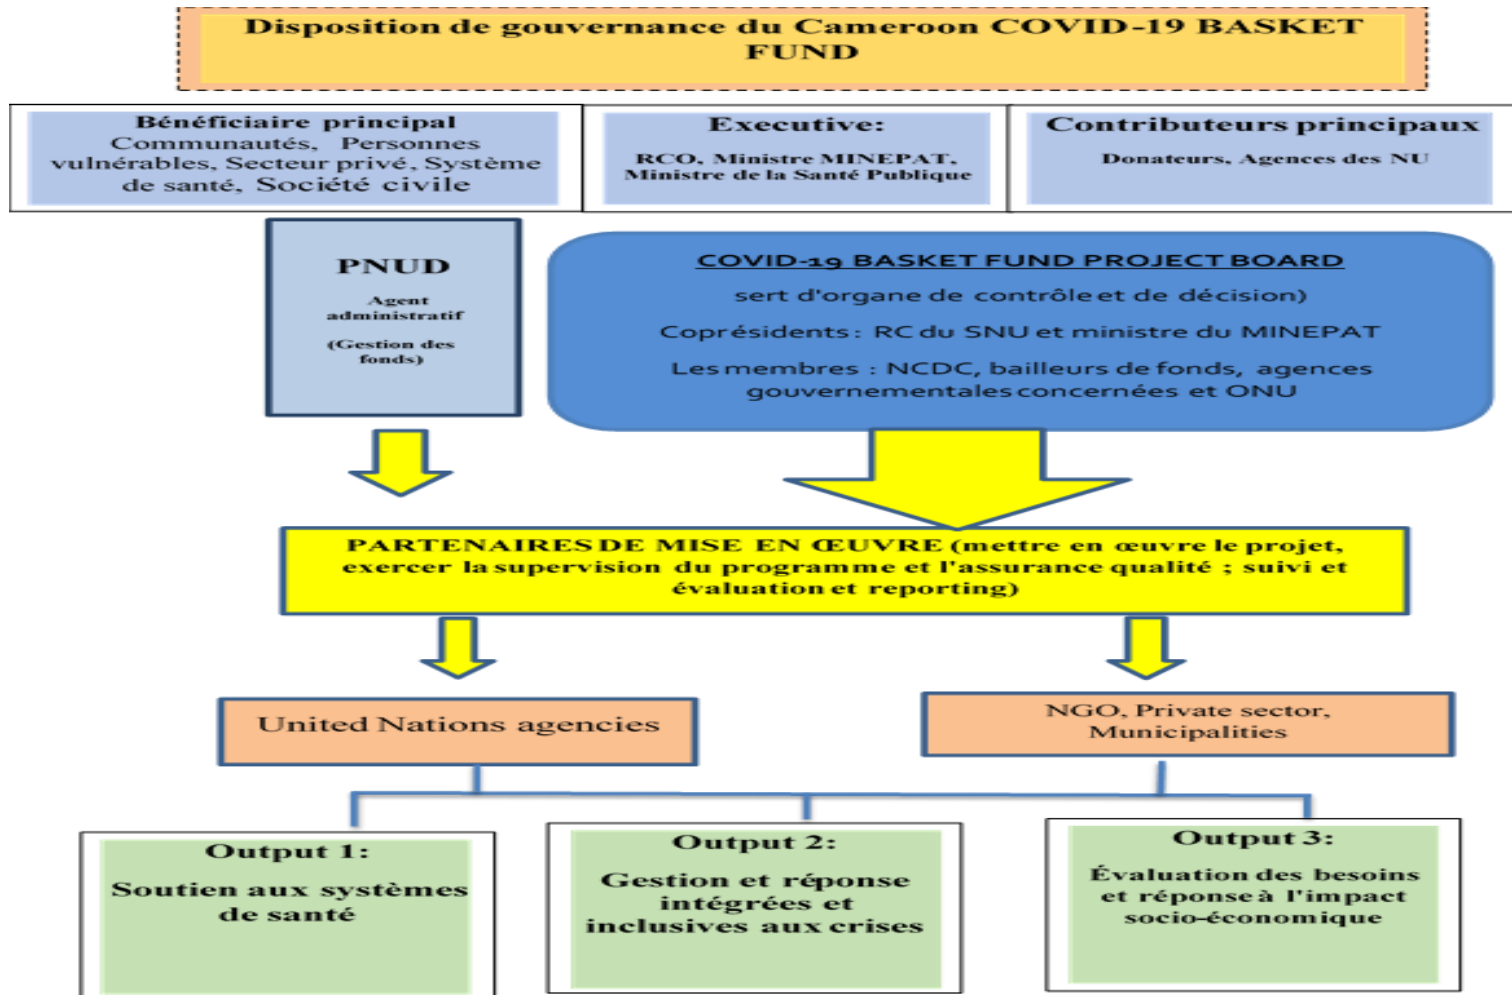 Disposition de gouvernance du Cameroon COVID-19 BASKET
FUND
Bénéficiaire principal
Communautés, Personnes
vulnérables, Secteur privé, Système
de santé, Société civile
Executive:
RCO, Ministre MINEPAT,
Ministre de la Santé Publique
Contributeurs principaux
Donateurs, Agences des NU
PNUD
Agent
administratif
(Gestion des
fonds)
COVID-19 BASKET FUND PROJECT BOARD
sert d'organe de contrôle et de décision)
Coprésidents : RC du SNU et ministre du MINEPAT
Les membres : NCDC, bailleurs de fonds, agences
gouvernementales concernées et ONU
PARTENAIRES DE MISE EN ŒUVRE (mettre en œuvre le projet,
exercer la supervision du programme et l'assurance qualité ; suivi et
évaluation et reporting)
United Nations agencies
NGO, Private sector,
Municipalities
Output 1:
Soutien aux systèmes
de santé
Output 2:
Gestion et réponse
intégrées et
inclusives aux crises
Output 3:
Évaluation des besoins
et réponse à l'impact
socio-économique